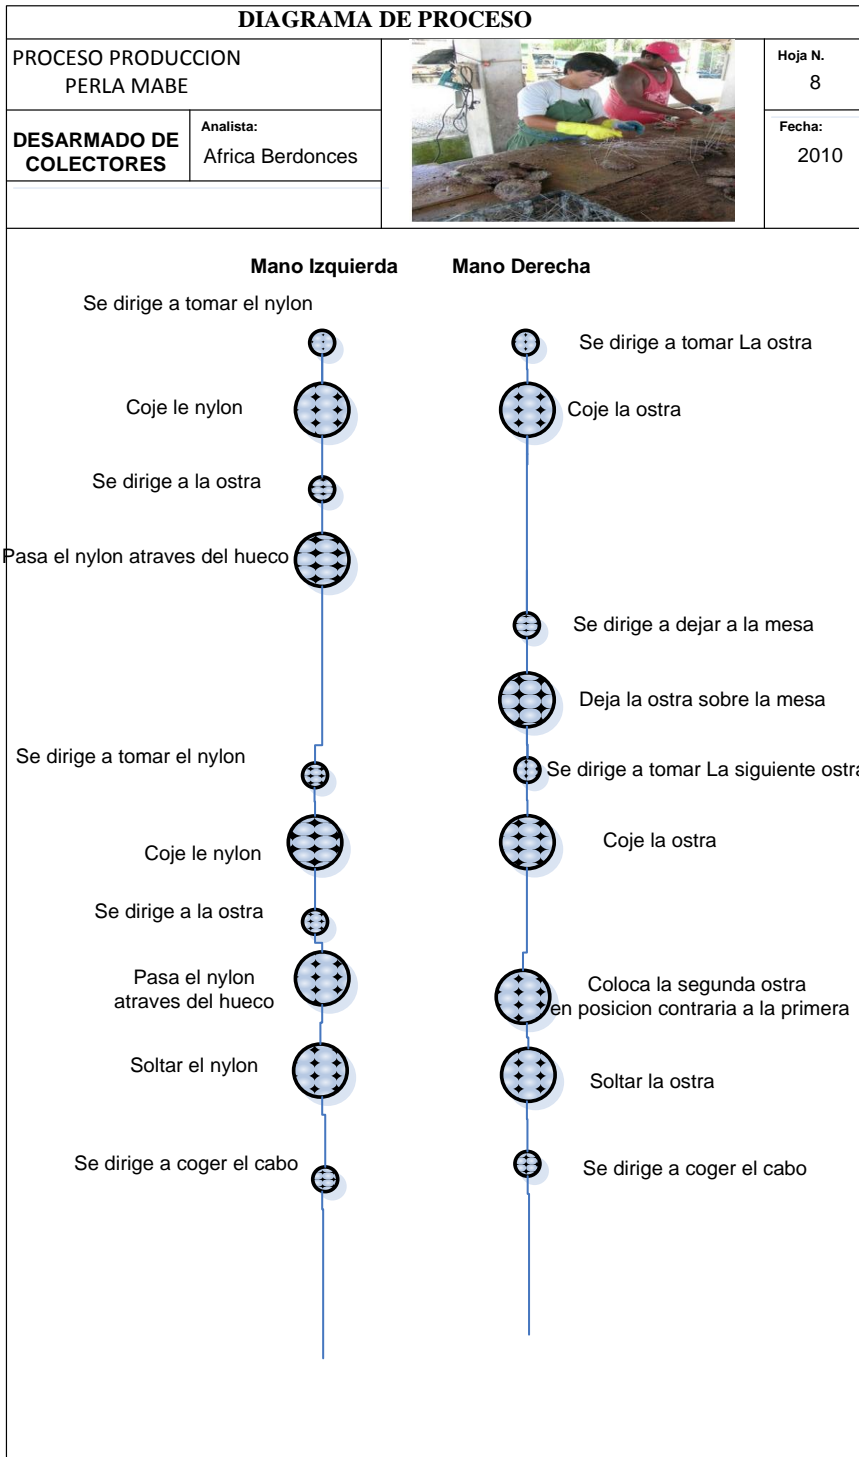 DIAGRAMA DE PROCESO
PROCESO PRODUCCION
PERLA MABE
Hoja N.
8
DESARMADO DE
COLECTORES
Analista:
Africa Berdonces
Fecha:
2010
Mano Izquierda
Mano Derecha
Se dirige a tomar el nylon
Se dirige a tomar La ostra
Coje le nylon
Coje la ostra
Se dirige a la ostra
Pasa el nylon atraves del hueco
Se dirige a dejar a la mesa
Deja la ostra sobre la mesa
Se dirige a tomar el nylon
Se dirige a tomar La siguiente ostra
Coje le nylon
Coje la ostra
Se dirige a la ostra
Pasa el nylon
atraves del hueco
Coloca la segunda ostra
en posicion contraria a la primera
Soltar el nylon
Soltar la ostra
Se dirige a coger el cabo
Se dirige a coger el cabo